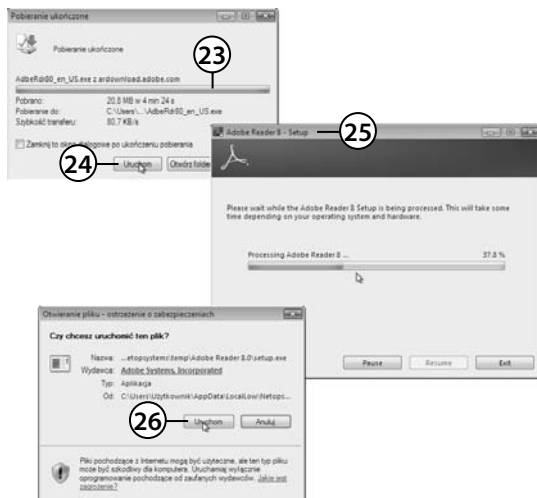 Pobieranie ukończone
Pobieranie ukończone
23
AdbeRdr80_en_US.exe z ardownload.adobe.com
Pobrano: 20,8 MB w 4 min 24 s
Pobieranie do: C:\Users\...\AdbeRdr80_en_US.exe
Szybkość transferu: 80,7 KB/s
Zamknij to okno dialogowe po ukończeniu pobierania
24
Uruchom
Otwórz folder
Adobe Reader 8 - Setup
25
Please wait while the Adobe Reader 8 Setup is being processed. This will take some
time depending on your operating system and hardware.
Processing Adobe Reader 8 ... 37.8 %
Pause Resume Exit
Otwieranie pliku - ostrzeżenie o zabezpieczeniach
Czy chcesz uruchomić ten plik?
Nazwa: ...etopsystems\temp\Adobe Reader 8.0\setup.exe
Wydawca: Adobe Systems, Incorporated
Typ: Aplikacja
Od: C:\Users\Użytkownik\AppData\LocalLow\Netops...
26
Uruchom Anuluj
Pliki pochodzące z Internetu mogą być użyteczne, ale ten typ pliku
może być szkodliwy dla komputera. Uruchamiaj wyłącznie
oprogramowanie pochodzące od zaufanych wydawców. Jakie jest
zagrożenie?